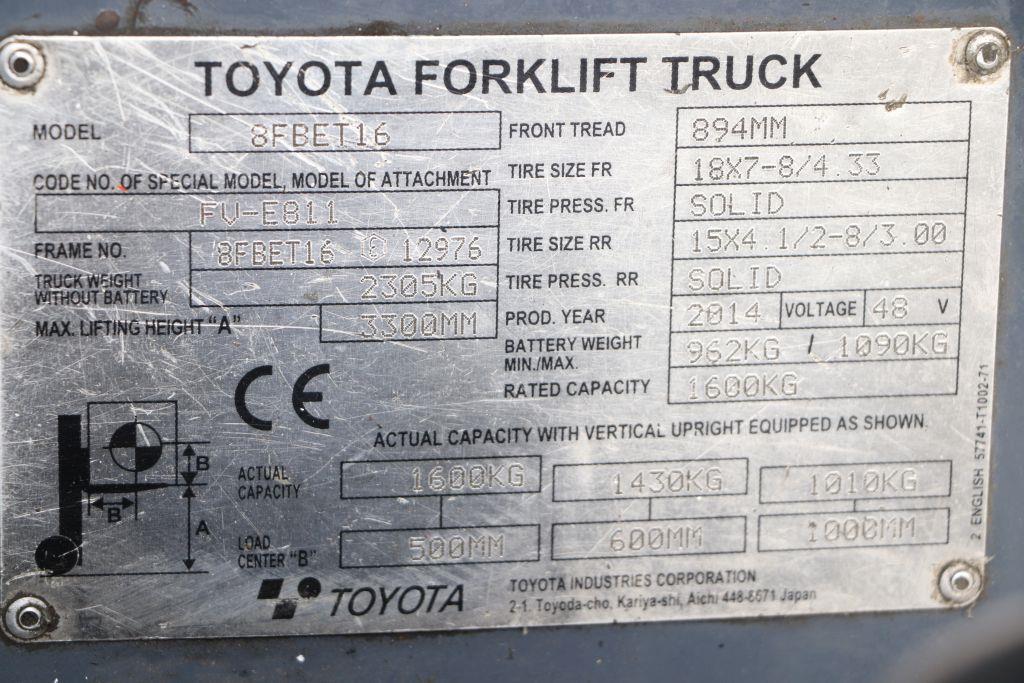 TOYOTA FORKLIFT TRUCK
MODEL 8FBET16
CODE NO. OF SPECIAL MODEL, MODEL OF ATTACHMENT
FV-E811
FRAME NO. 8FBET16 12976
TRUCK WEIGHT
WITHOUT BATTERY 2305KG
MAX. LIFTING HEIGHT "A" 3300MM
FRONT TREAD 894MM
TIRE SIZE FR 18X7-8/4.33
TIRE PRESS. FR SOLID
TIRE SIZE RR 15X4.1/2-8/3.00
TIRE PRESS. RR SOLID
PROD. YEAR 2014 VOLTAGE 48 V
BATTERY WEIGHT
MIN./MAX. 962KG / 1090KG
RATED CAPACITY 1600KG
CE
ACTUAL CAPACITY WITH VERTICAL UPRIGHT EQUIPPED AS SHOWN.
B
B
A
ACTUAL
CAPACITY 1600KG 1430KG 1010KG
LOAD
CENTER "B" 500MM 600MM 1000MM
TOYOTA
TOYOTA INDUSTRIES CORPORATION
2-1, Toyoda-cho, Kariya-shi, Aichi 448-8671 Japan
2 ENGLISH 57741-T1002-71